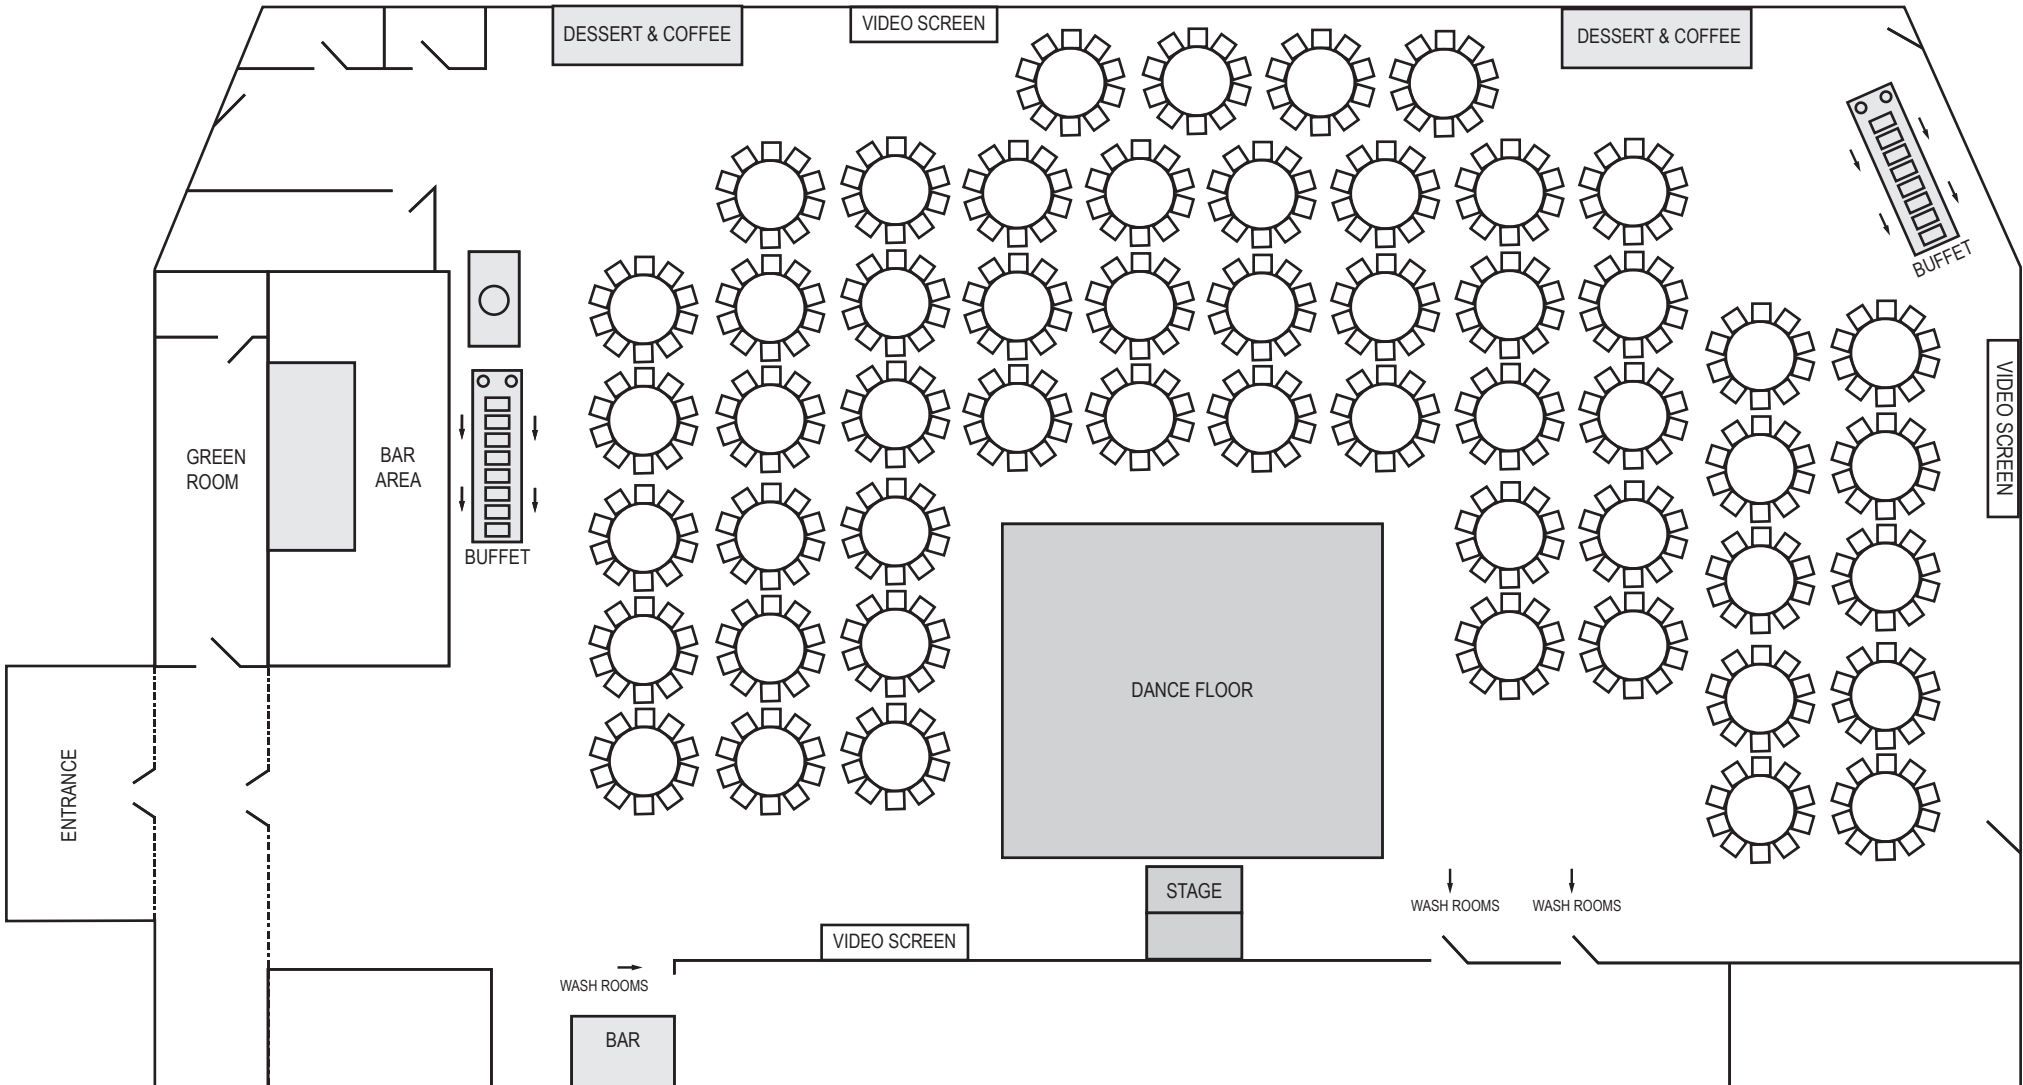 DESSERT & COFFEE
VIDEO SCREEN
DESSERT & COFFEE
BUFFET
VIDEO SCREEN
GREEN
ROOM
BAR
AREA
BUFFET
DANCE FLOOR
ENTRANCE
STAGE
WASH ROOMS
WASH ROOMS
VIDEO SCREEN
WASH ROOMS
BAR